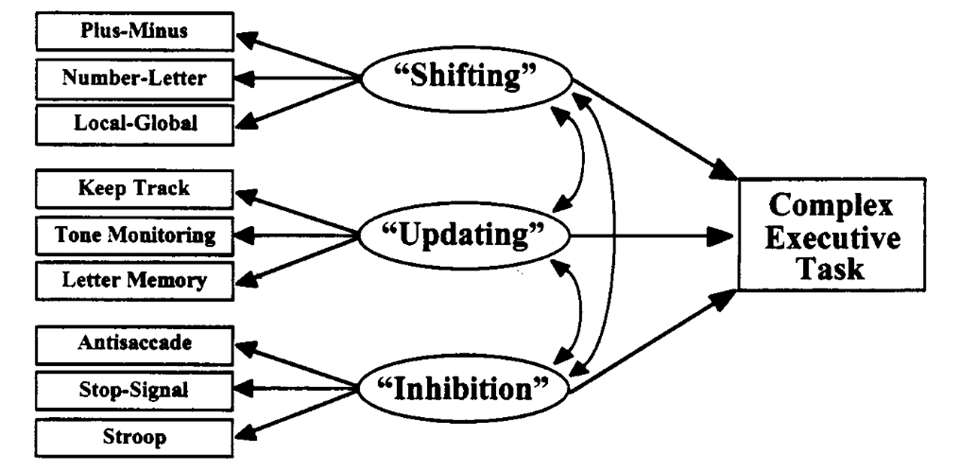 Plus-Minus
Number-Letter
Local-Global
"Shifting"
Keep Track
Tone Monitoring
Letter Memory
"Updating"
Antisaccade
Stop-Signal
Stroop
"Inhibition"
Complex
Executive
Task